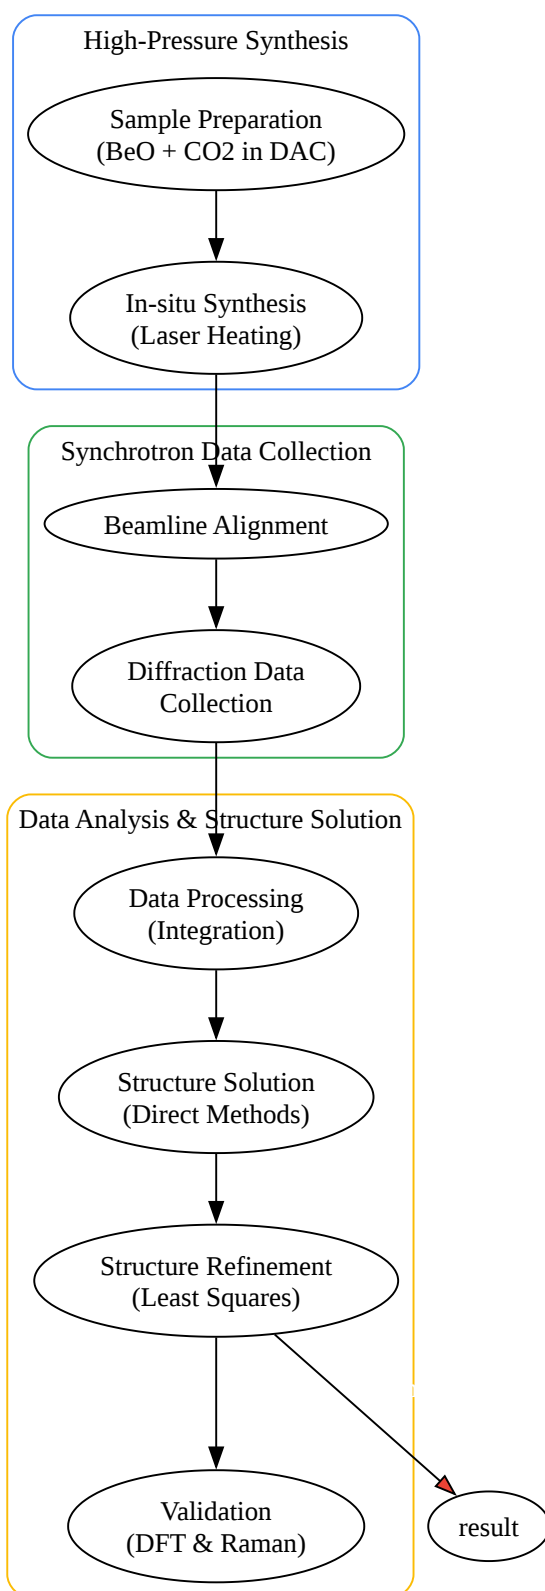 High-Pressure Synthesis
Sample Preparation
(BeO + CO2 in DAC)
In-situ Synthesis
(Laser Heating)
Synchrotron Data Collection
Beamline Alignment
Diffraction Data
Collection
Data Analysis & Structure Solution
Data Processing
(Integration)
Structure Solution
(Direct Methods)
Structure Refinement
(Least Squares)
Validation
(DFT & Raman)
result